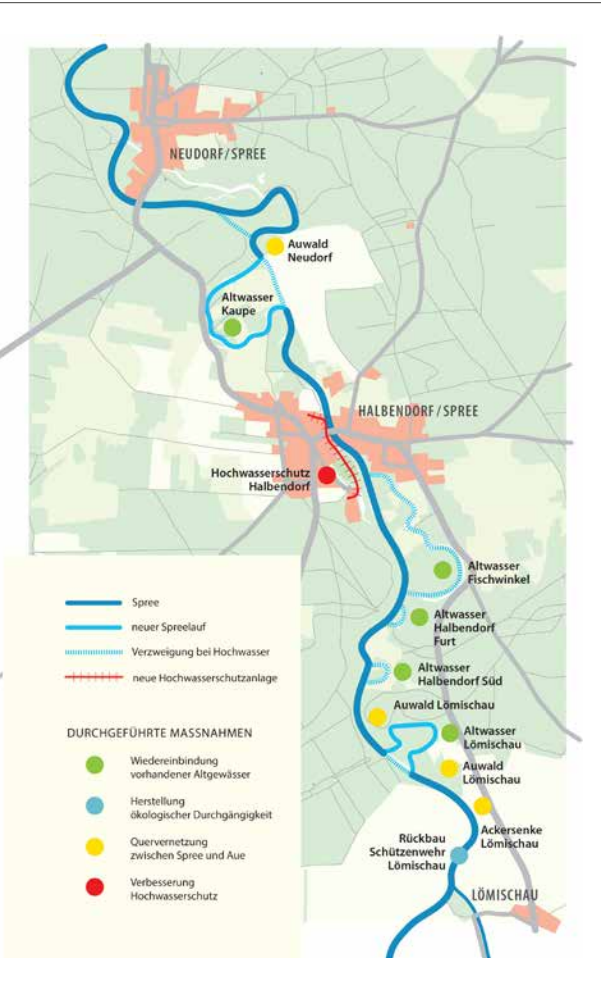 NEUDORF/SPREE
Auwald
Neudorf
Altwasser
Kaupe
HALBENDORF/SPREE
Hochwasserschutz
Halbendorf
Altwasser
Fischwinkel
Altwasser
Halbendorf
Furt
Altwasser
Halbendorf Süd
Auwald Lömischau
Altwasser
Lömischau
Auwald
Lömischau
Ackersenke
Lömischau
Rückbau
Schützenwehr
Lömischau
LÖMISCHAU
Spree
neuer Spreelauf
Verzweigung bei Hochwasser
neue Hochwasserschutzanlage
DURCHGEFÜHRTE MASSNAHMEN
Wiedereinbindung
vorhandener Altgewässer
Herstellung
ökologischer Durchgängigkeit
Quervernetzung
zwischen Spree und Aue
Verbesserung
Hochwasserschutz